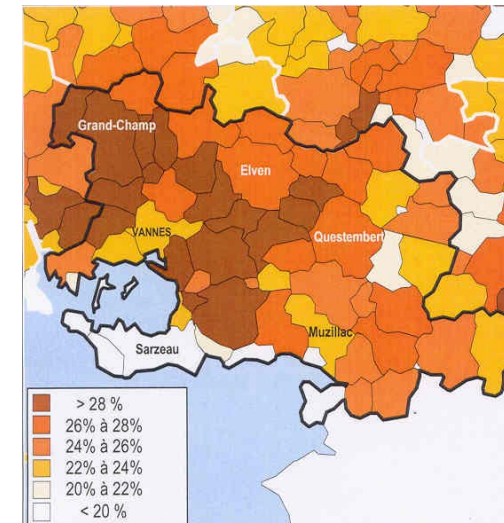 Grand-Champ
Elven
VANNES
Questembert
Muzillac
Sarzeau
> 28 %
26% à 28%
24% à 26%
22% à 24%
20% à 22%
< 20 %